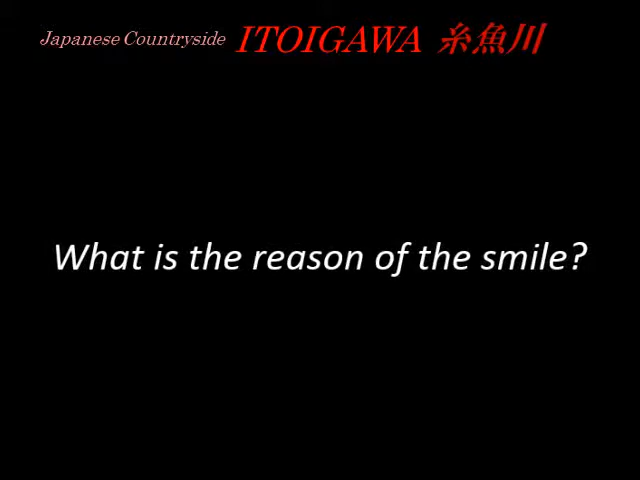 Japanese Countryside ITOIGAWA 糸魚川
What is the reason of the smile?